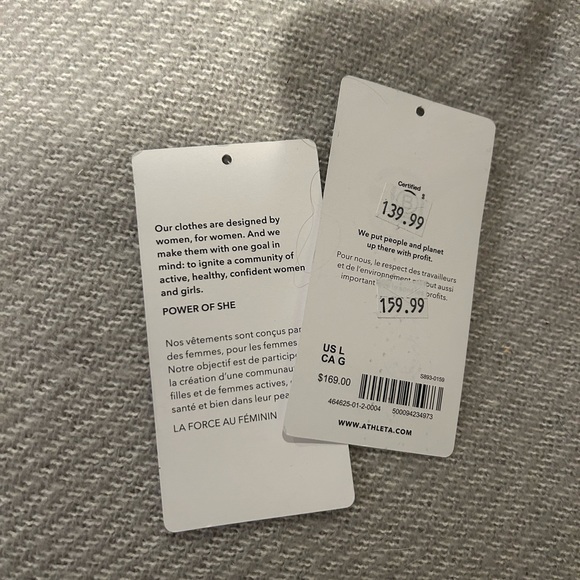 Our clothes are designed by
women, for women. And we
make them with one goal in
mind: to ignite a community of
active, healthy, confident women
and girls.
POWER OF SHE
Nos vêtements sont conçus par
des femmes, pour les femmes
Notre objectif est de
la création d'une
filles et de femmes actives,
santé et bien dans leur
LA FORCE AU FÉMININ
Certified
$
139.99
We put people and planet
up there with profit.
Pour nous, le respect des travailleurs
et de l'environnement aussi
important profits.
159.99
US L
CA G
$169.00
S893-0159
464625-01-2-0004 500094234973
WWW.ATHLETA.COM